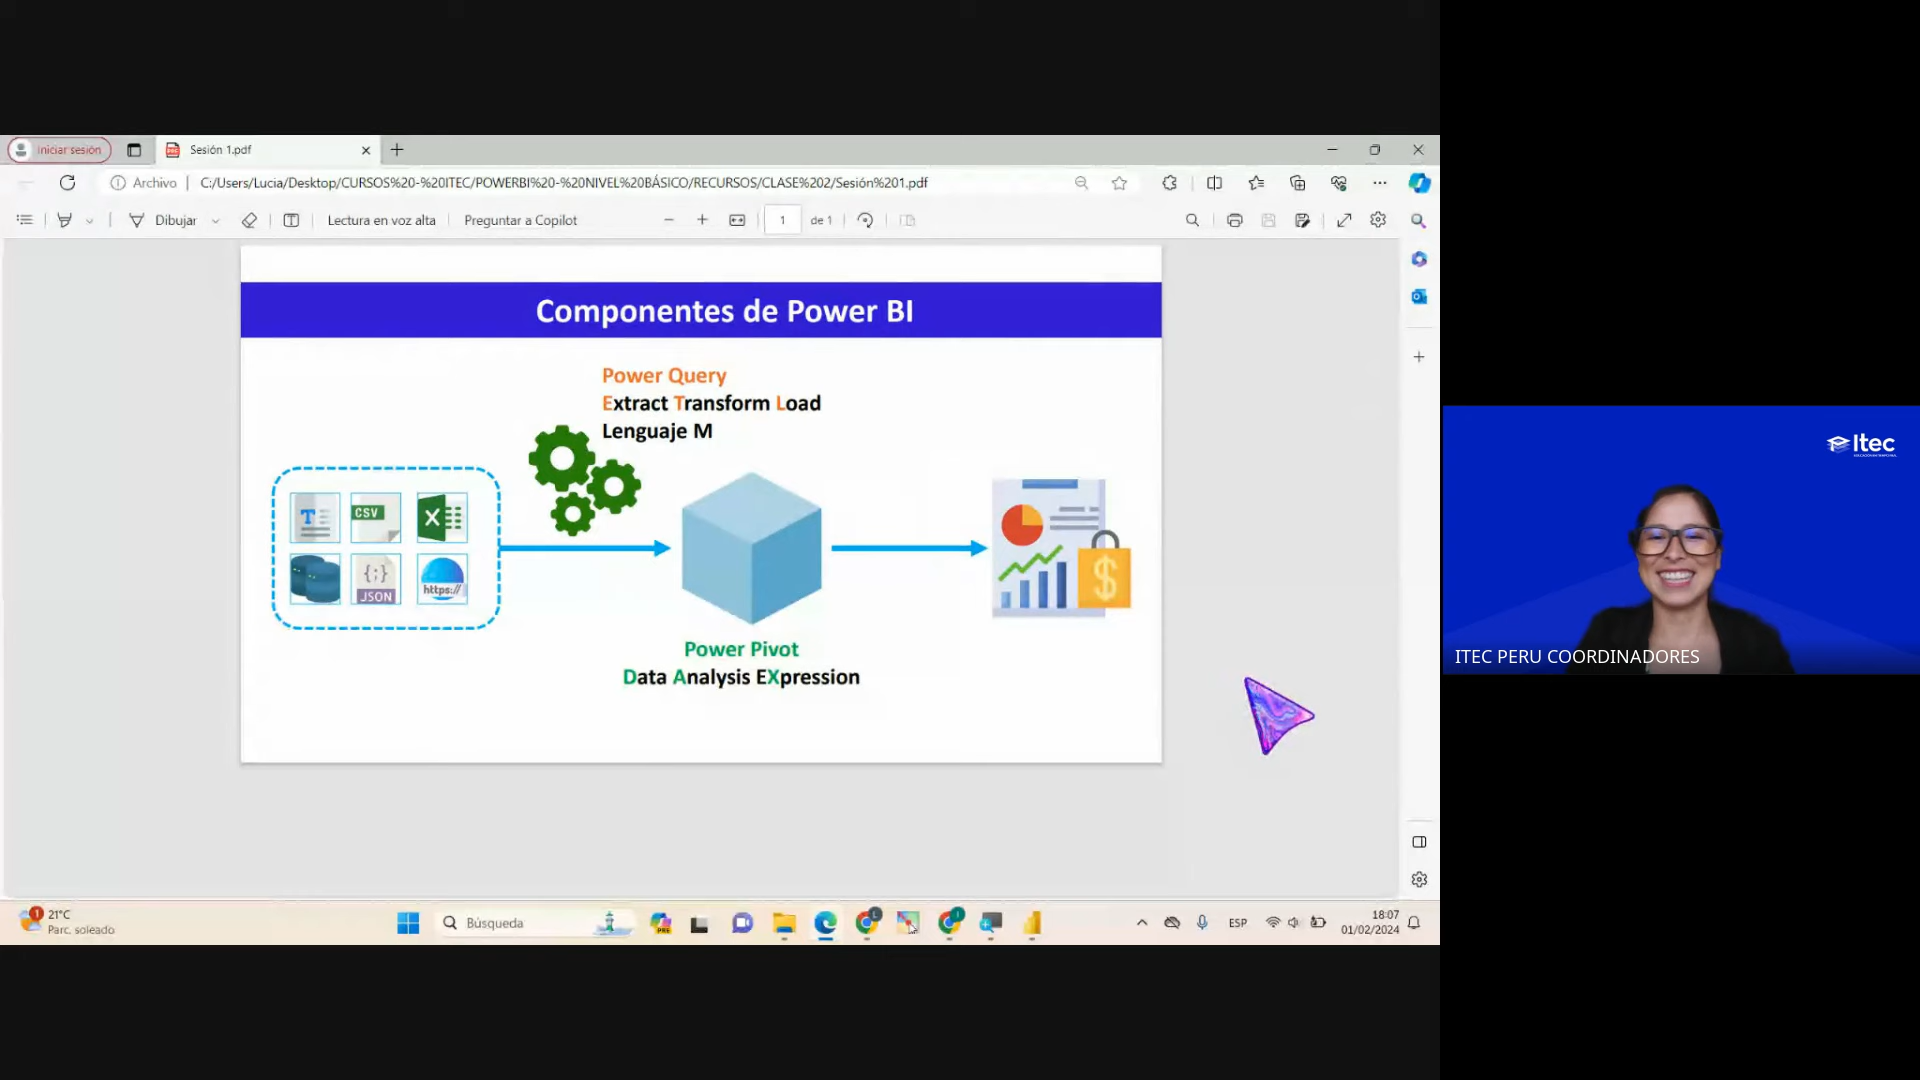 Iniciar sesión
Sesión 1.pdf
Archivo
C:/Users/Lucia/Desktop/CURSOS%20-%20ITEC/POWERBI%20-%20NIVEL%20BÁSICO/RECURSOS/CLASE%202/Sesión%201.pdf
Dibujar
Lectura en voz alta
Preguntar a Copilot
1
de 1
Componentes de Power BI
Power Query
Extract Transform Load
Lenguaje M
T
CSV
X
{;}
JSON
https://
$
Power Pivot
Data Analysis EXpression
Itec
ITEC PERU COORDINADORES
1
21°C
Parc. soleado
Búsqueda
PRE
L
ESP
18:07
01/02/2024